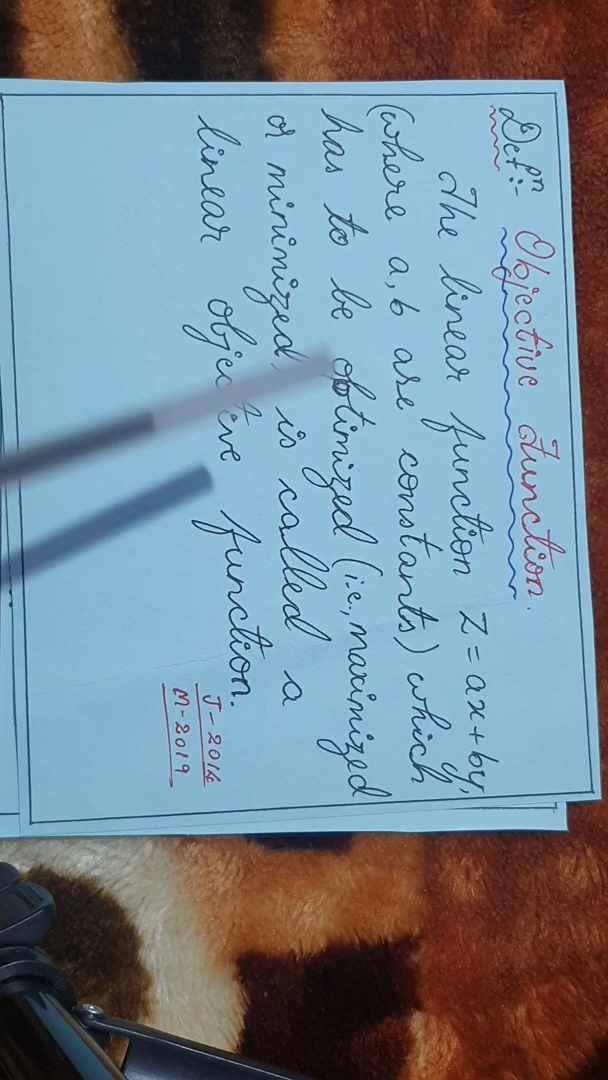 Defⁿ:- Objective Function.
The linear function Z = ax + by,
(where a, b are constants) which
has to be optimized (i.e., maximized
or minimized) is called a
linear objective function.
J - 2014
M - 2019